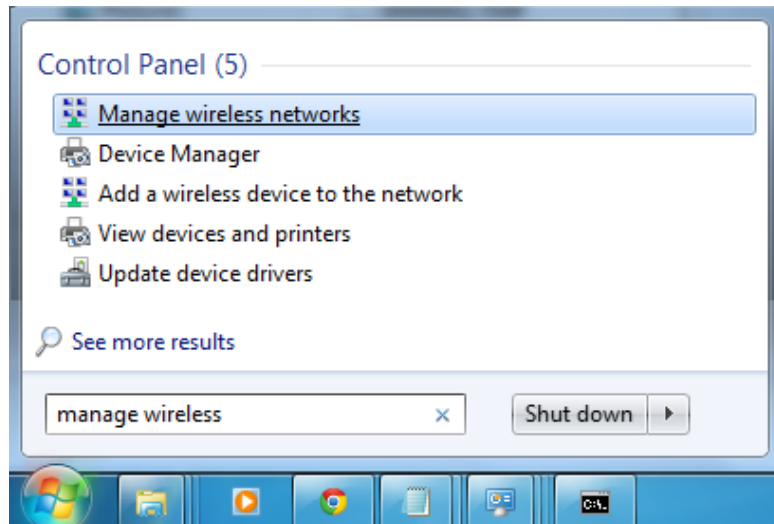 Control Panel (5)
Manage wireless networks
Device Manager
Add a wireless device to the network
View devices and printers
Update device drivers
See more results
manage wireless
Shut down
C:\.